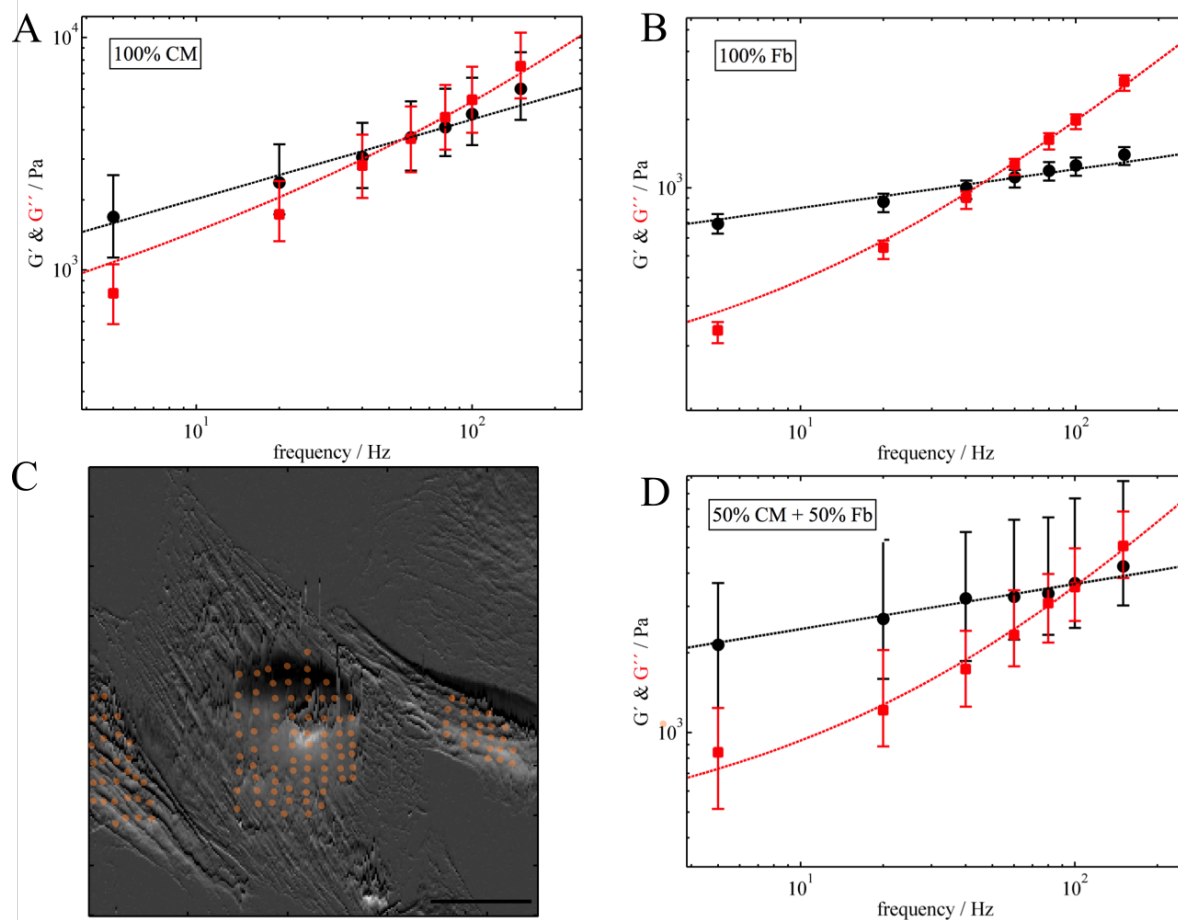 A
100% CM
10⁴
10³
G′ & G′′ / Pa
10¹
10²
frequency / Hz
B
100% Fb
10³
G′ & G′′ / Pa
10¹
10²
frequency / Hz
C
D
50% CM + 50% Fb
10³
G′ & G′′ / Pa
10¹
10²
frequency / Hz